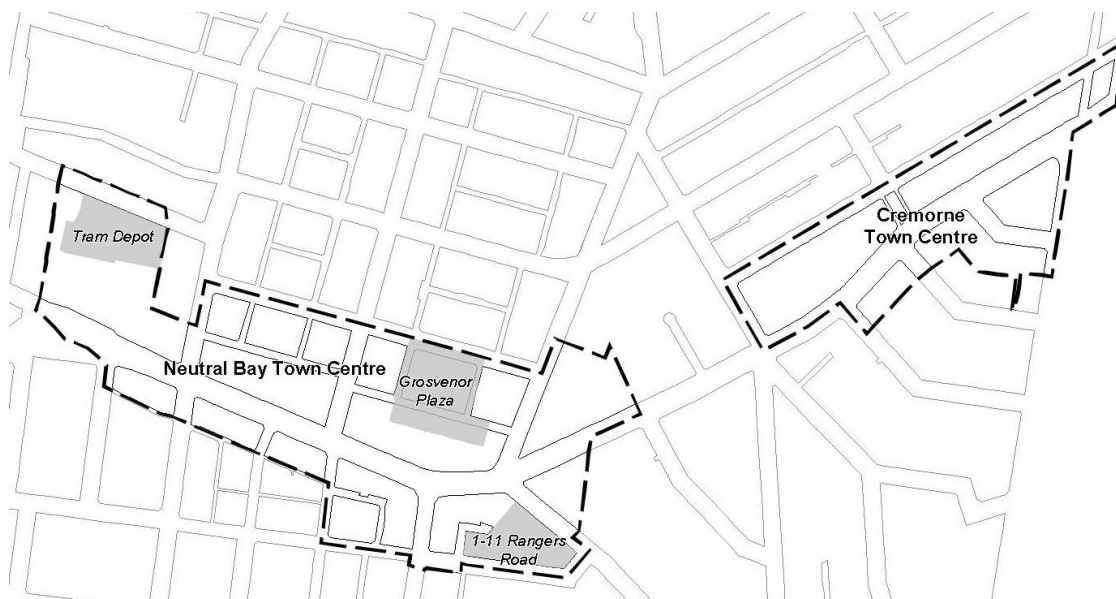 Tram Depot
Cremorne
Town Centre
Neutral Bay Town Centre
Grosvenor
Plaza
1-11 Rangers
Road